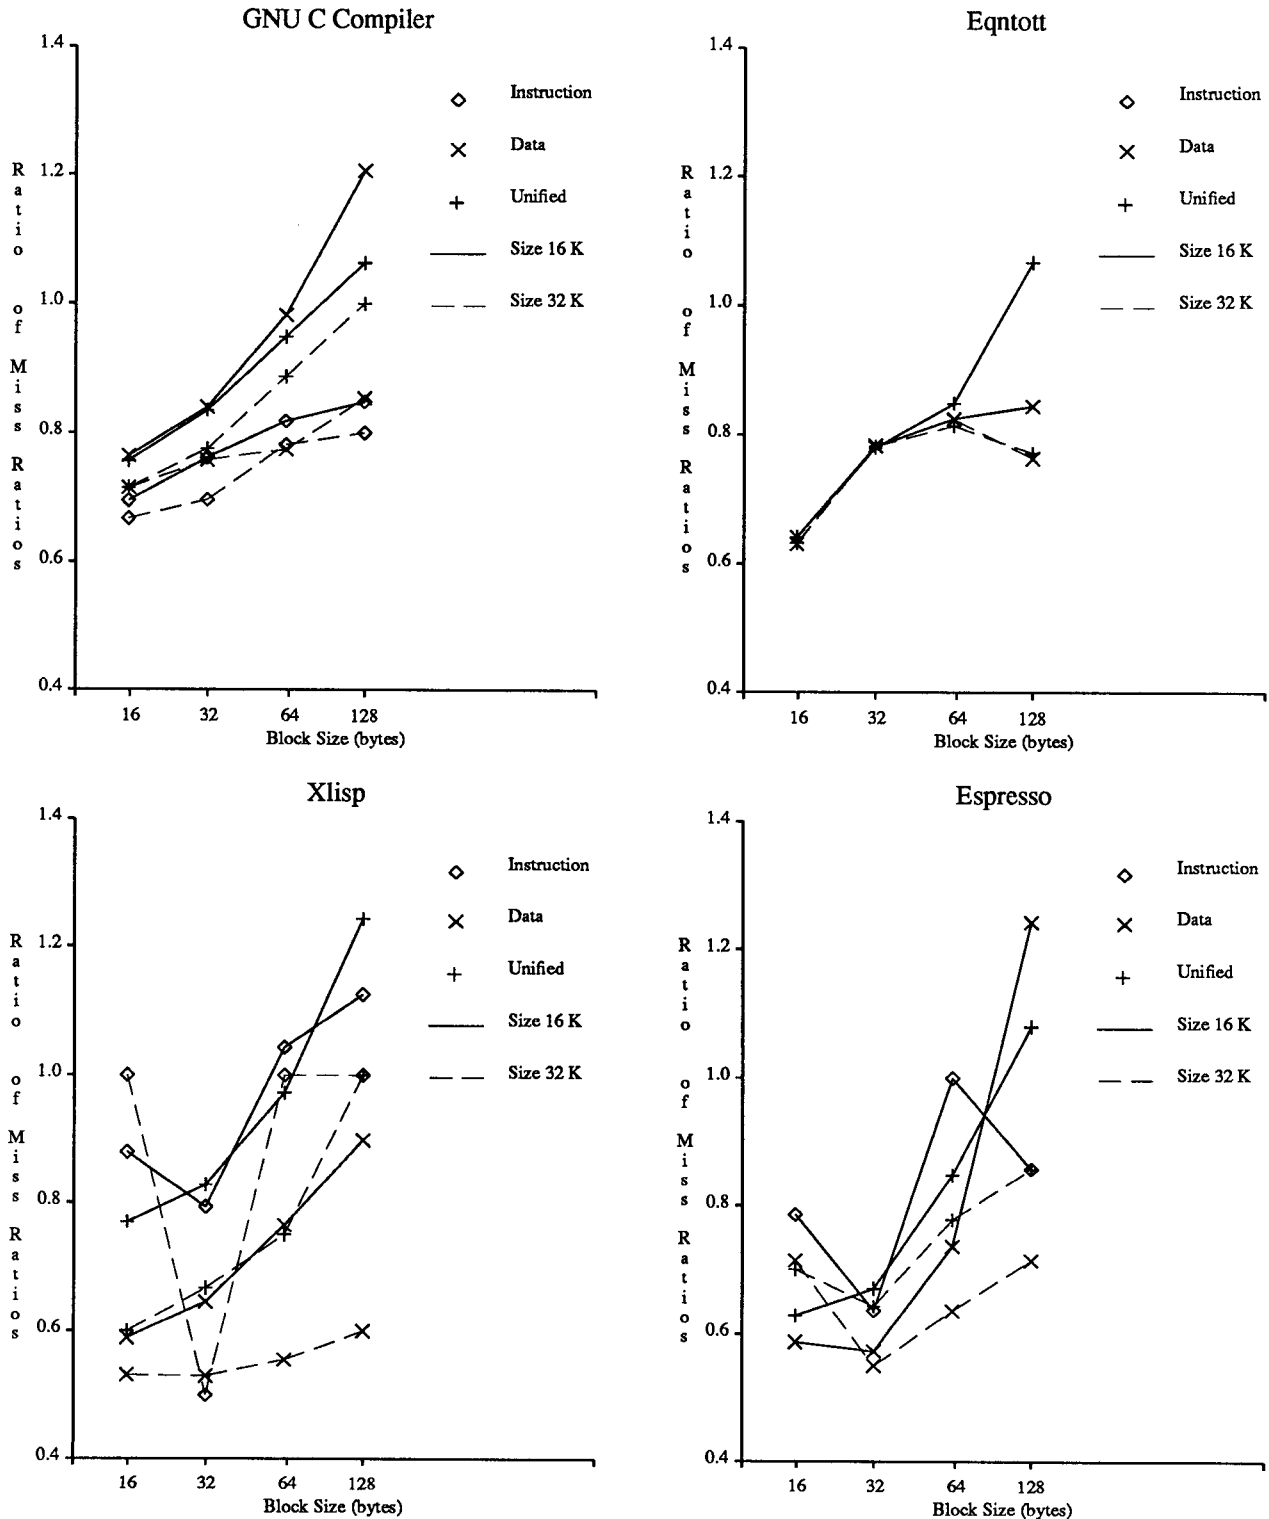 GNU C Compiler
1.4
1.2
1.0
0.8
0.6
0.4
Ratio of Miss Ratios
Instruction
Data
Unified
Size 16 K
Size 32 K
16 32 64 128
Block Size (bytes)
Eqntott
1.4
1.2
1.0
0.8
0.6
0.4
Ratio of Miss Ratios
Instruction
Data
Unified
Size 16 K
Size 32 K
16 32 64 128
Block Size (bytes)
Xlisp
1.4
1.2
1.0
0.8
0.6
0.4
Ratio of Miss Ratios
Instruction
Data
Unified
Size 16 K
Size 32 K
16 32 64 128
Block Size (bytes)
Espresso
1.4
1.2
1.0
0.8
0.6
0.4
Ratio of Miss Ratios
Instruction
Data
Unified
Size 16 K
Size 32 K
16 32 64 128
Block Size (bytes)